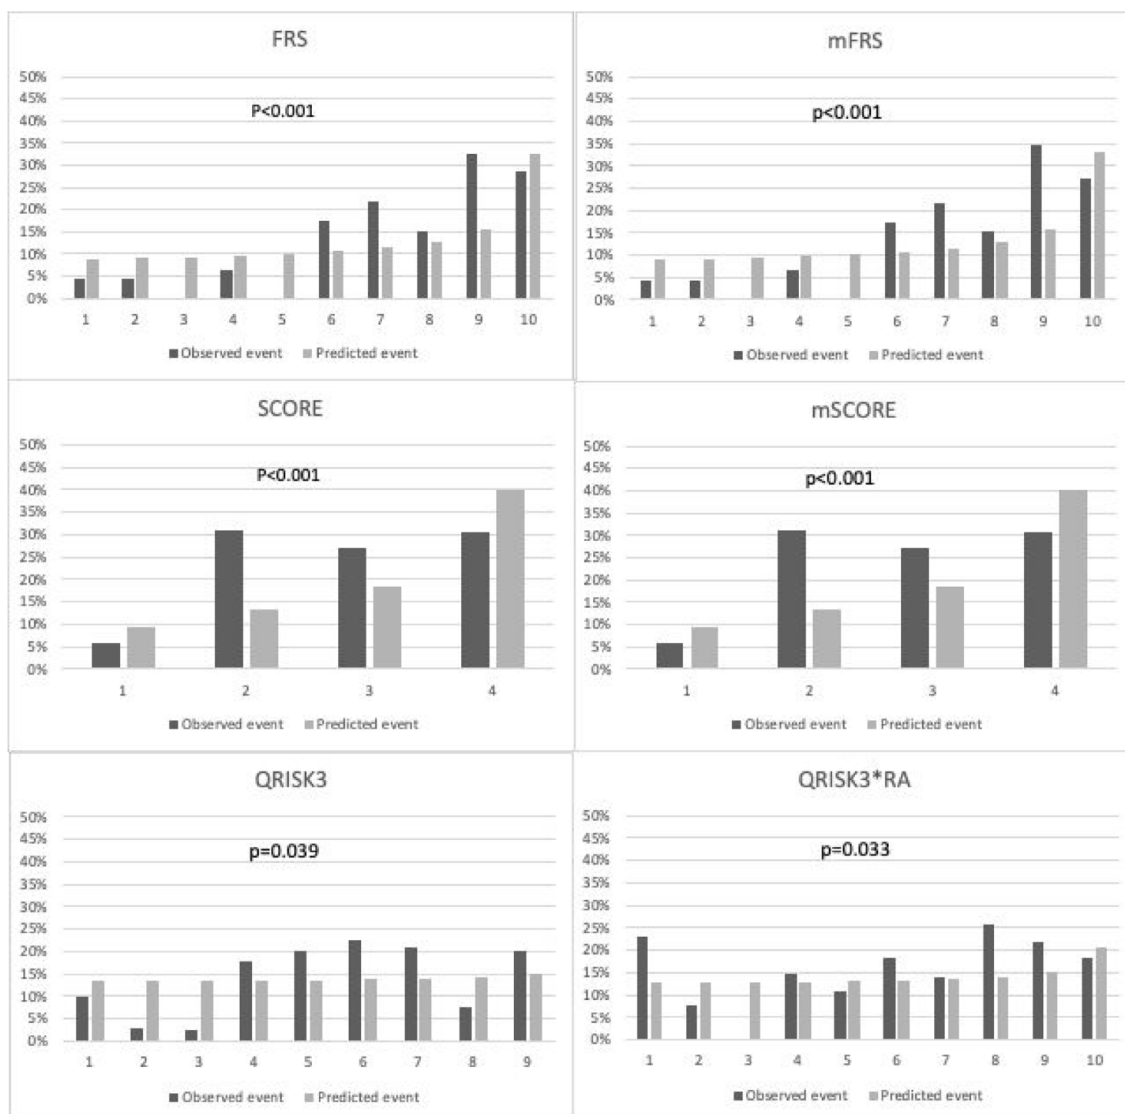 FRS
50%
45%
P<0.001
40%
35%
30%
25%
20%
15%
10%
5%
0%
1 2 3 4 5 6 7 8 9 10
Observed event Predicted event
mFRS
50%
45%
p<0.001
40%
35%
30%
25%
20%
15%
10%
5%
0%
1 2 3 4 5 6 7 8 9 10
Observed event Predicted event
SCORE
50%
45%
P<0.001
40%
35%
30%
25%
20%
15%
10%
5%
0%
1 2 3 4
Observed event Predicted event
mSCORE
50%
45%
p<0.001
40%
35%
30%
25%
20%
15%
10%
5%
0%
1 2 3 4
Observed event Predicted event
QRISK3
50%
45%
p=0.039
40%
35%
30%
25%
20%
15%
10%
5%
0%
1 2 3 4 5 6 7 8 9
Observed event Predicted event
QRISK3*RA
50%
45%
p=0.033
40%
35%
30%
25%
20%
15%
10%
5%
0%
1 2 3 4 5 6 7 8 9 10
Observed event Predicted event